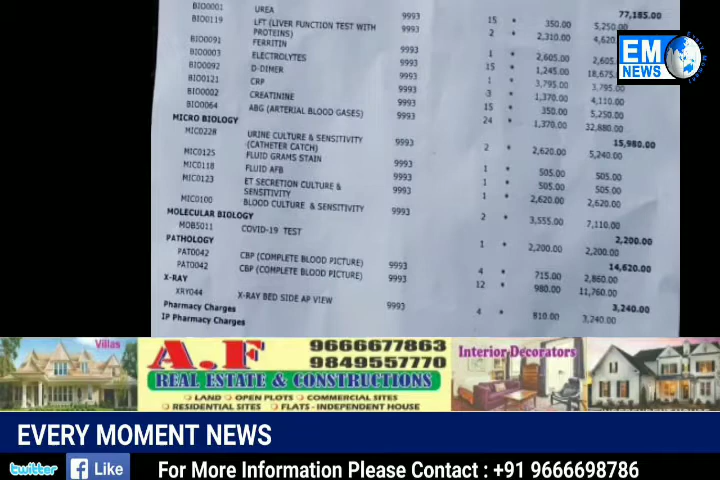 77,185.00
BIO0001 UREA 9993 15 * 350.00 5,250.00
BIO0119 LFT (LIVER FUNCTION TEST WITH PROTEINS) 9993 2 * 2,310.00 4,620
BIO0091 FERRITIN 9993 1 * 2,605.00 2,605.
BIO0003 ELECTROLYTES 9993 15 * 1,245.00 18,675.
BIO0092 D-DIMER 9993 1 * 3,795.00 3,795.00
BIO0121 CRP 9993 3 * 1,370.00 4,110.00
BIO0002 CREATININE 9993 15 * 350.00 5,250.00
BIO0064 ABG (ARTERIAL BLOOD GASES) 9993 24 * 1,370.00 32,880.00
MICRO BIOLOGY 15,980.00
MIC0228 URINE CULTURE & SENSITIVITY (CATHETER CATCH) 9993 2 * 2,620.00 5,240.00
MIC0125 FLUID GRAMS STAIN 9993 1 * 505.00 505.00
MIC0118 FLUID AFB 9993 1 * 505.00 505.00
MIC0123 ET SECRETION CULTURE & SENSITIVITY 9993 1 * 2,620.00 2,620.00
MIC0100 BLOOD CULTURE & SENSITIVITY 9993 2 * 3,555.00 7,110.00
MOLECULAR BIOLOGY 2,200.00
MOB5011 COVID-19 TEST 1 * 2,200.00 2,200.00
PATHOLOGY 14,620.00
PAT0042 CBP (COMPLETE BLOOD PICTURE) 9993 4 * 715.00 2,860.00
PAT0042 CBP (COMPLETE BLOOD PICTURE) 9993 12 * 980.00 11,760.00
X-RAY 3,240.00
XRY044 X-RAY BED SIDE AP VIEW 9993 4 * 810.00 3,240.00
Pharmacy Charges
IP Pharmacy Charges
EM
NEWS
Every Moment
Villas
A.F
9666677863
9849557770
REAL ESTATE & CONSTRUCTIONS
LAND OPEN PLOTS COMMERCIAL SITES
RESIDENTIAL SITES FLATS - INDEPENDENT HOUSE
Interior Decorators
EVERY MOMENT NEWS
twitter f Like For More Information Please Contact : +91 9666698786